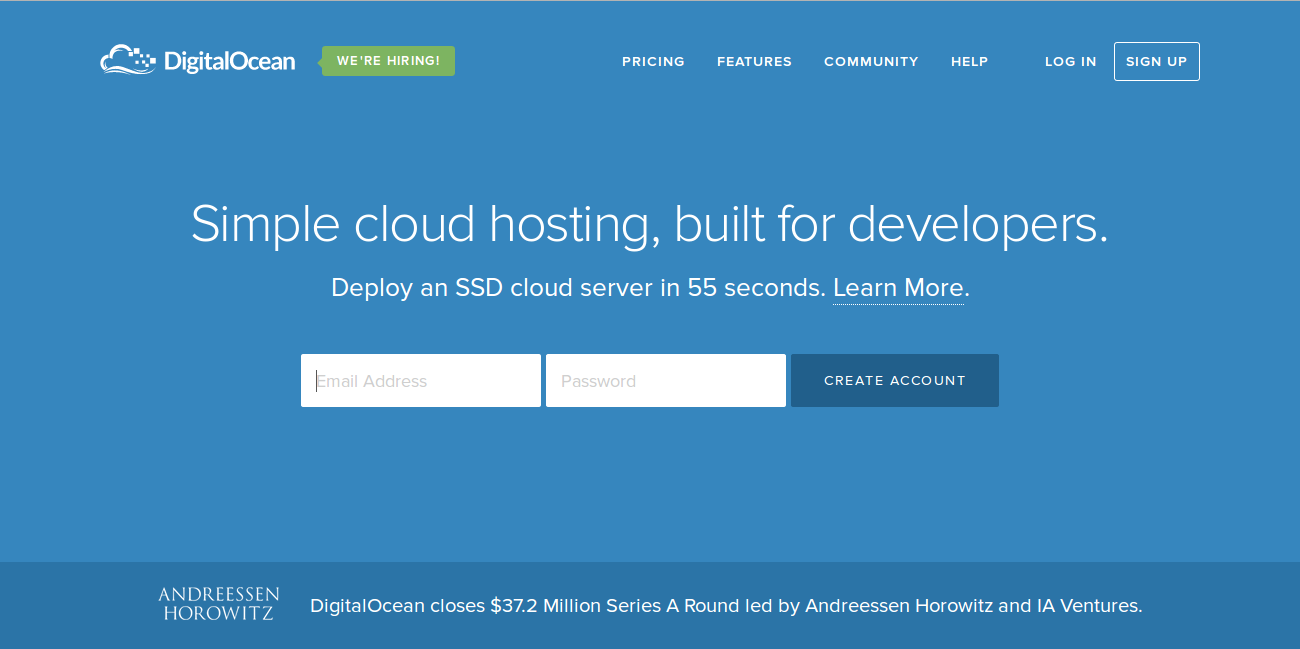 DigitalOcean
WE'RE HIRING!
PRICING FEATURES COMMUNITY HELP LOG IN SIGN UP
Simple cloud hosting, built for developers.
Deploy an SSD cloud server in 55 seconds. Learn More.
Email Address Password CREATE ACCOUNT
ANDREESSEN
HOROWITZ
DigitalOcean closes $37.2 Million Series A Round led by Andreessen Horowitz and IA Ventures.